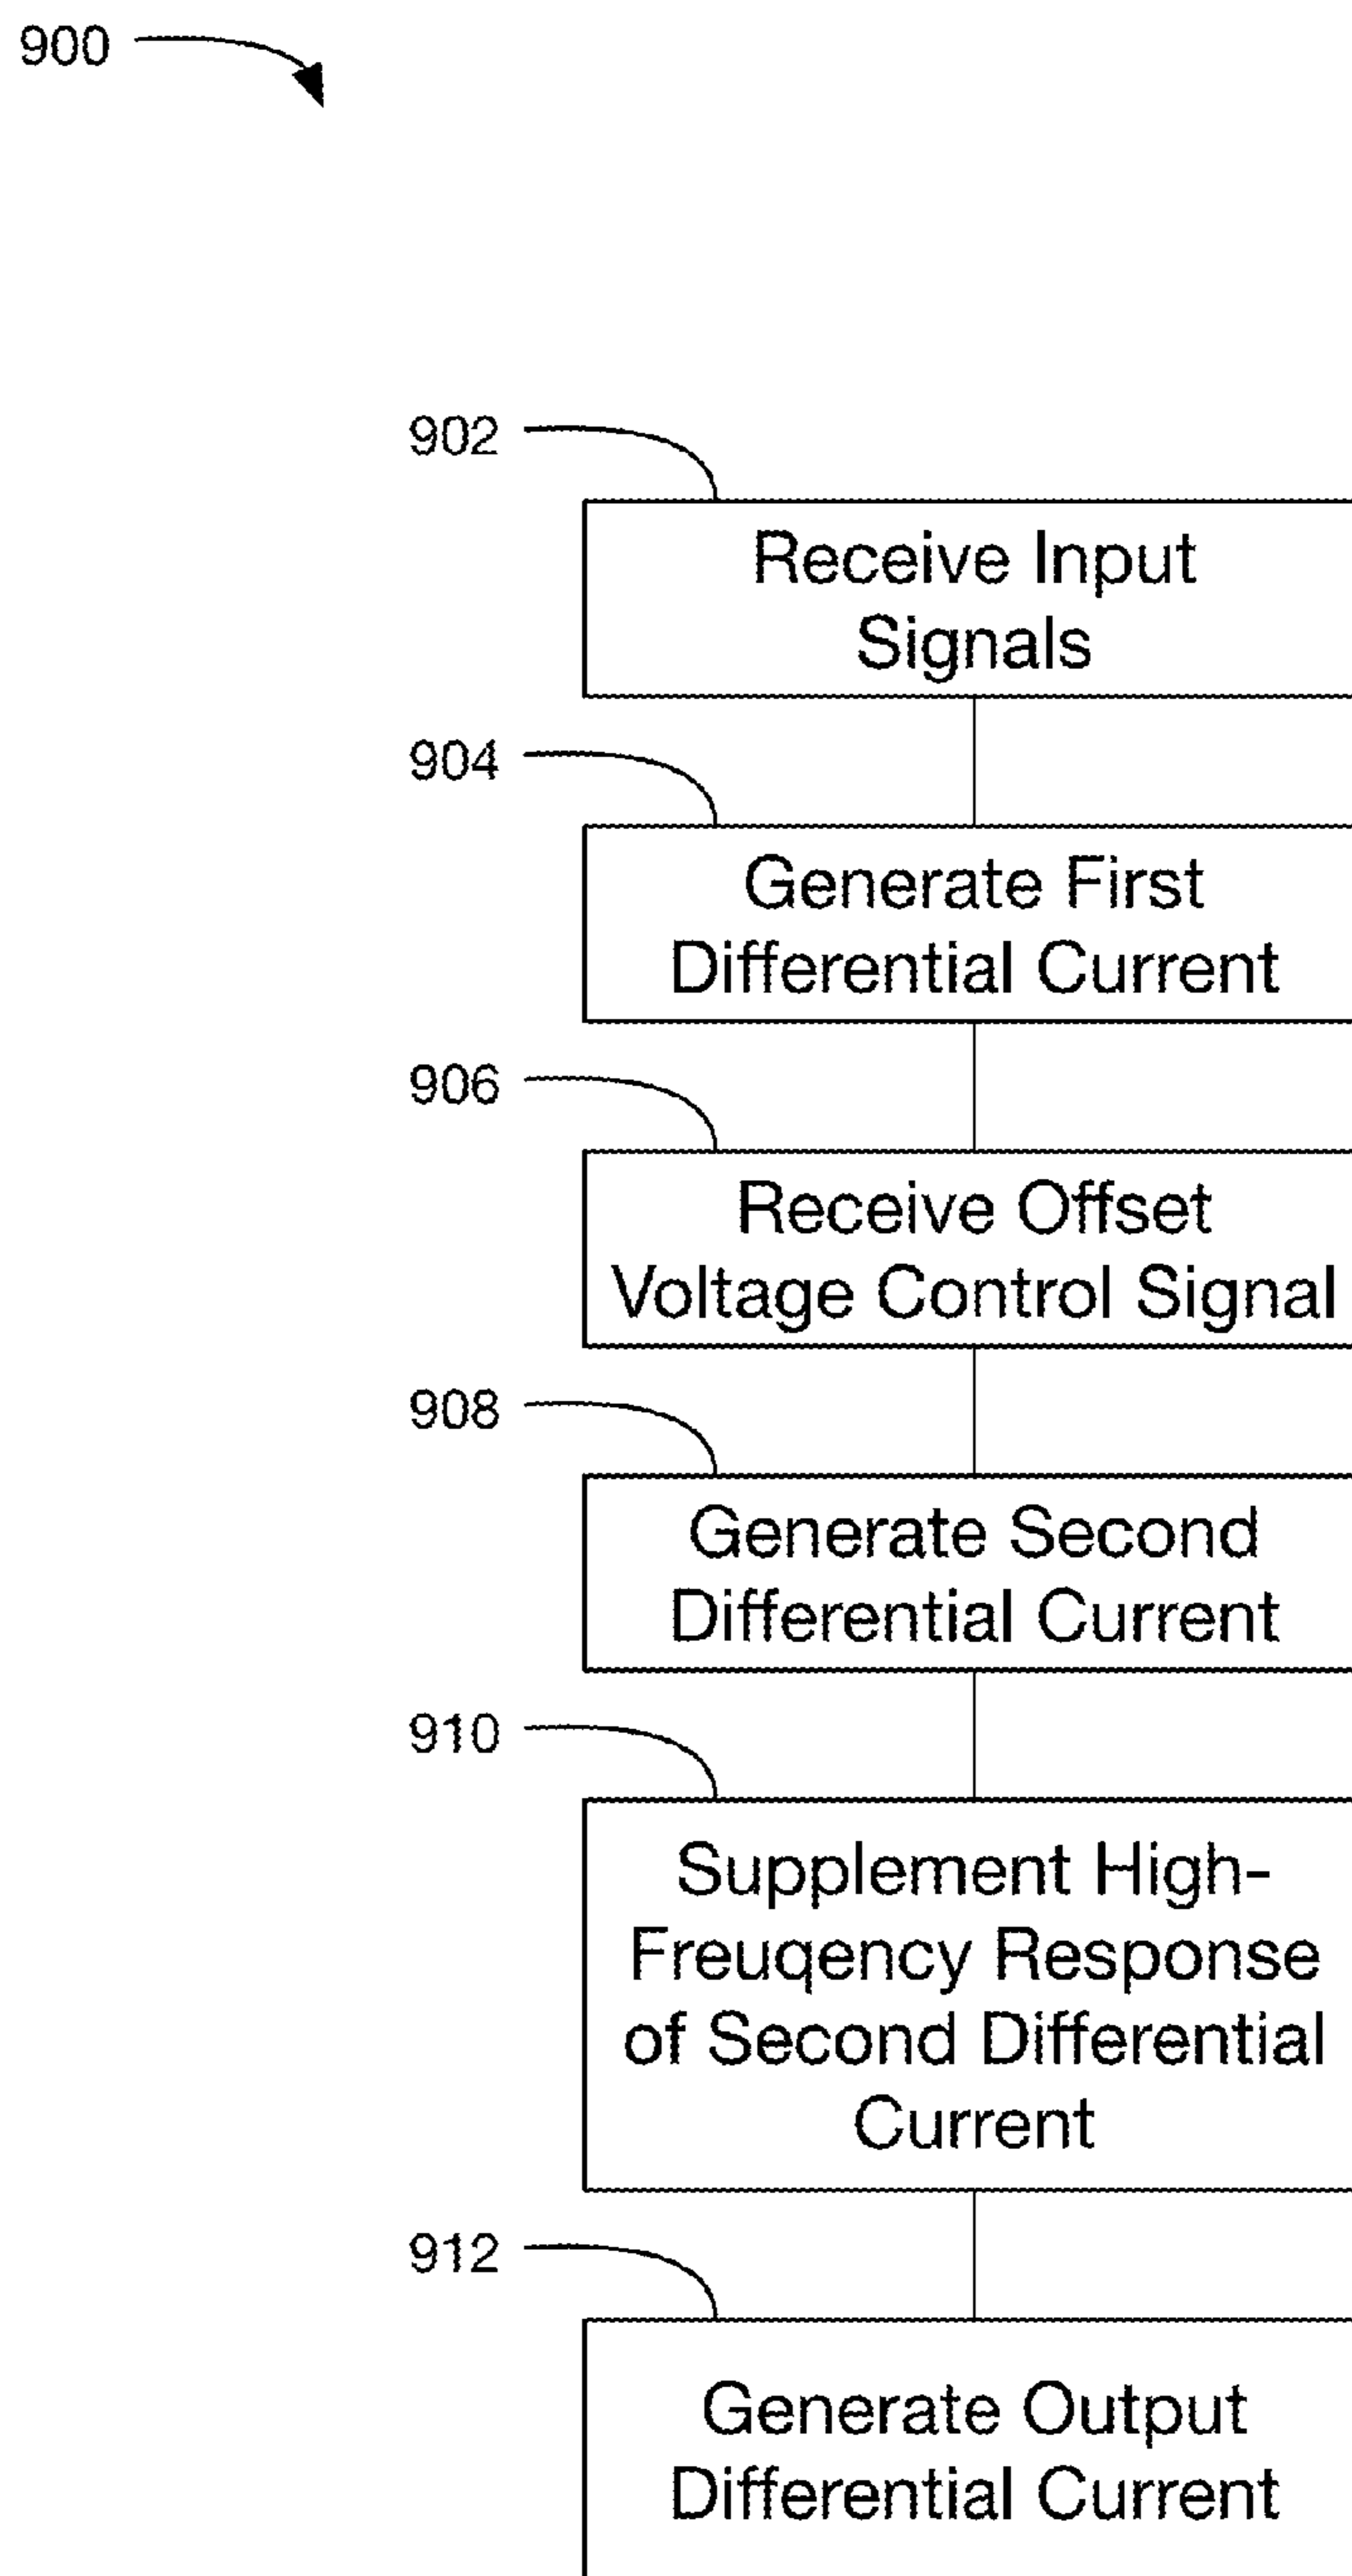 900
902
Receive Input
Signals
904
Generate First
Differential Current
906
Receive Offset
Voltage Control Signal
908
Generate Second
Differential Current
910
Supplement High-
Freuqency Response
of Second Differential
Current
912
Generate Output
Differential Current